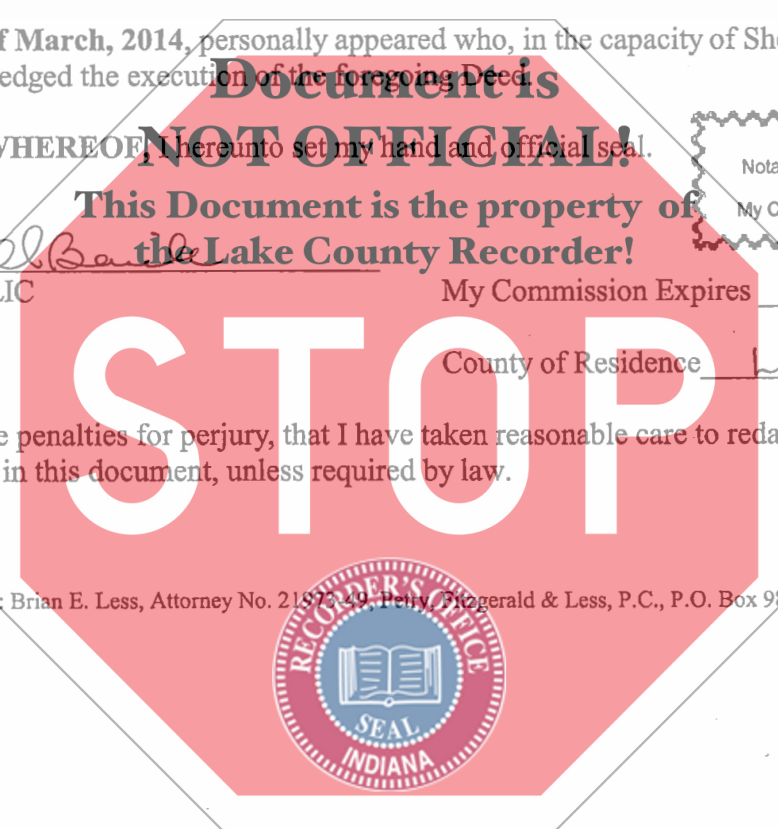 f March, 2014, personally appeared who, in the capacity of She
edged the execution of the foregoing Deed.
Document is
WHEREOF, I hereunto set my hand and official seal.
NOT OFFICIAL!
Nota
This Document is the property of
My C
the Lake County Recorder!
LIC
My Commission Expires
County of Residence
STOP
e penalties for perjury, that I have taken reasonable care to reda
in this document, unless required by law.
: Brian E. Less, Attorney No. 21973-49, Petry, Fitzgerald & Less, P.C., P.O. Box 98
RECORDER'S OFFICE
SEAL
INDIANA